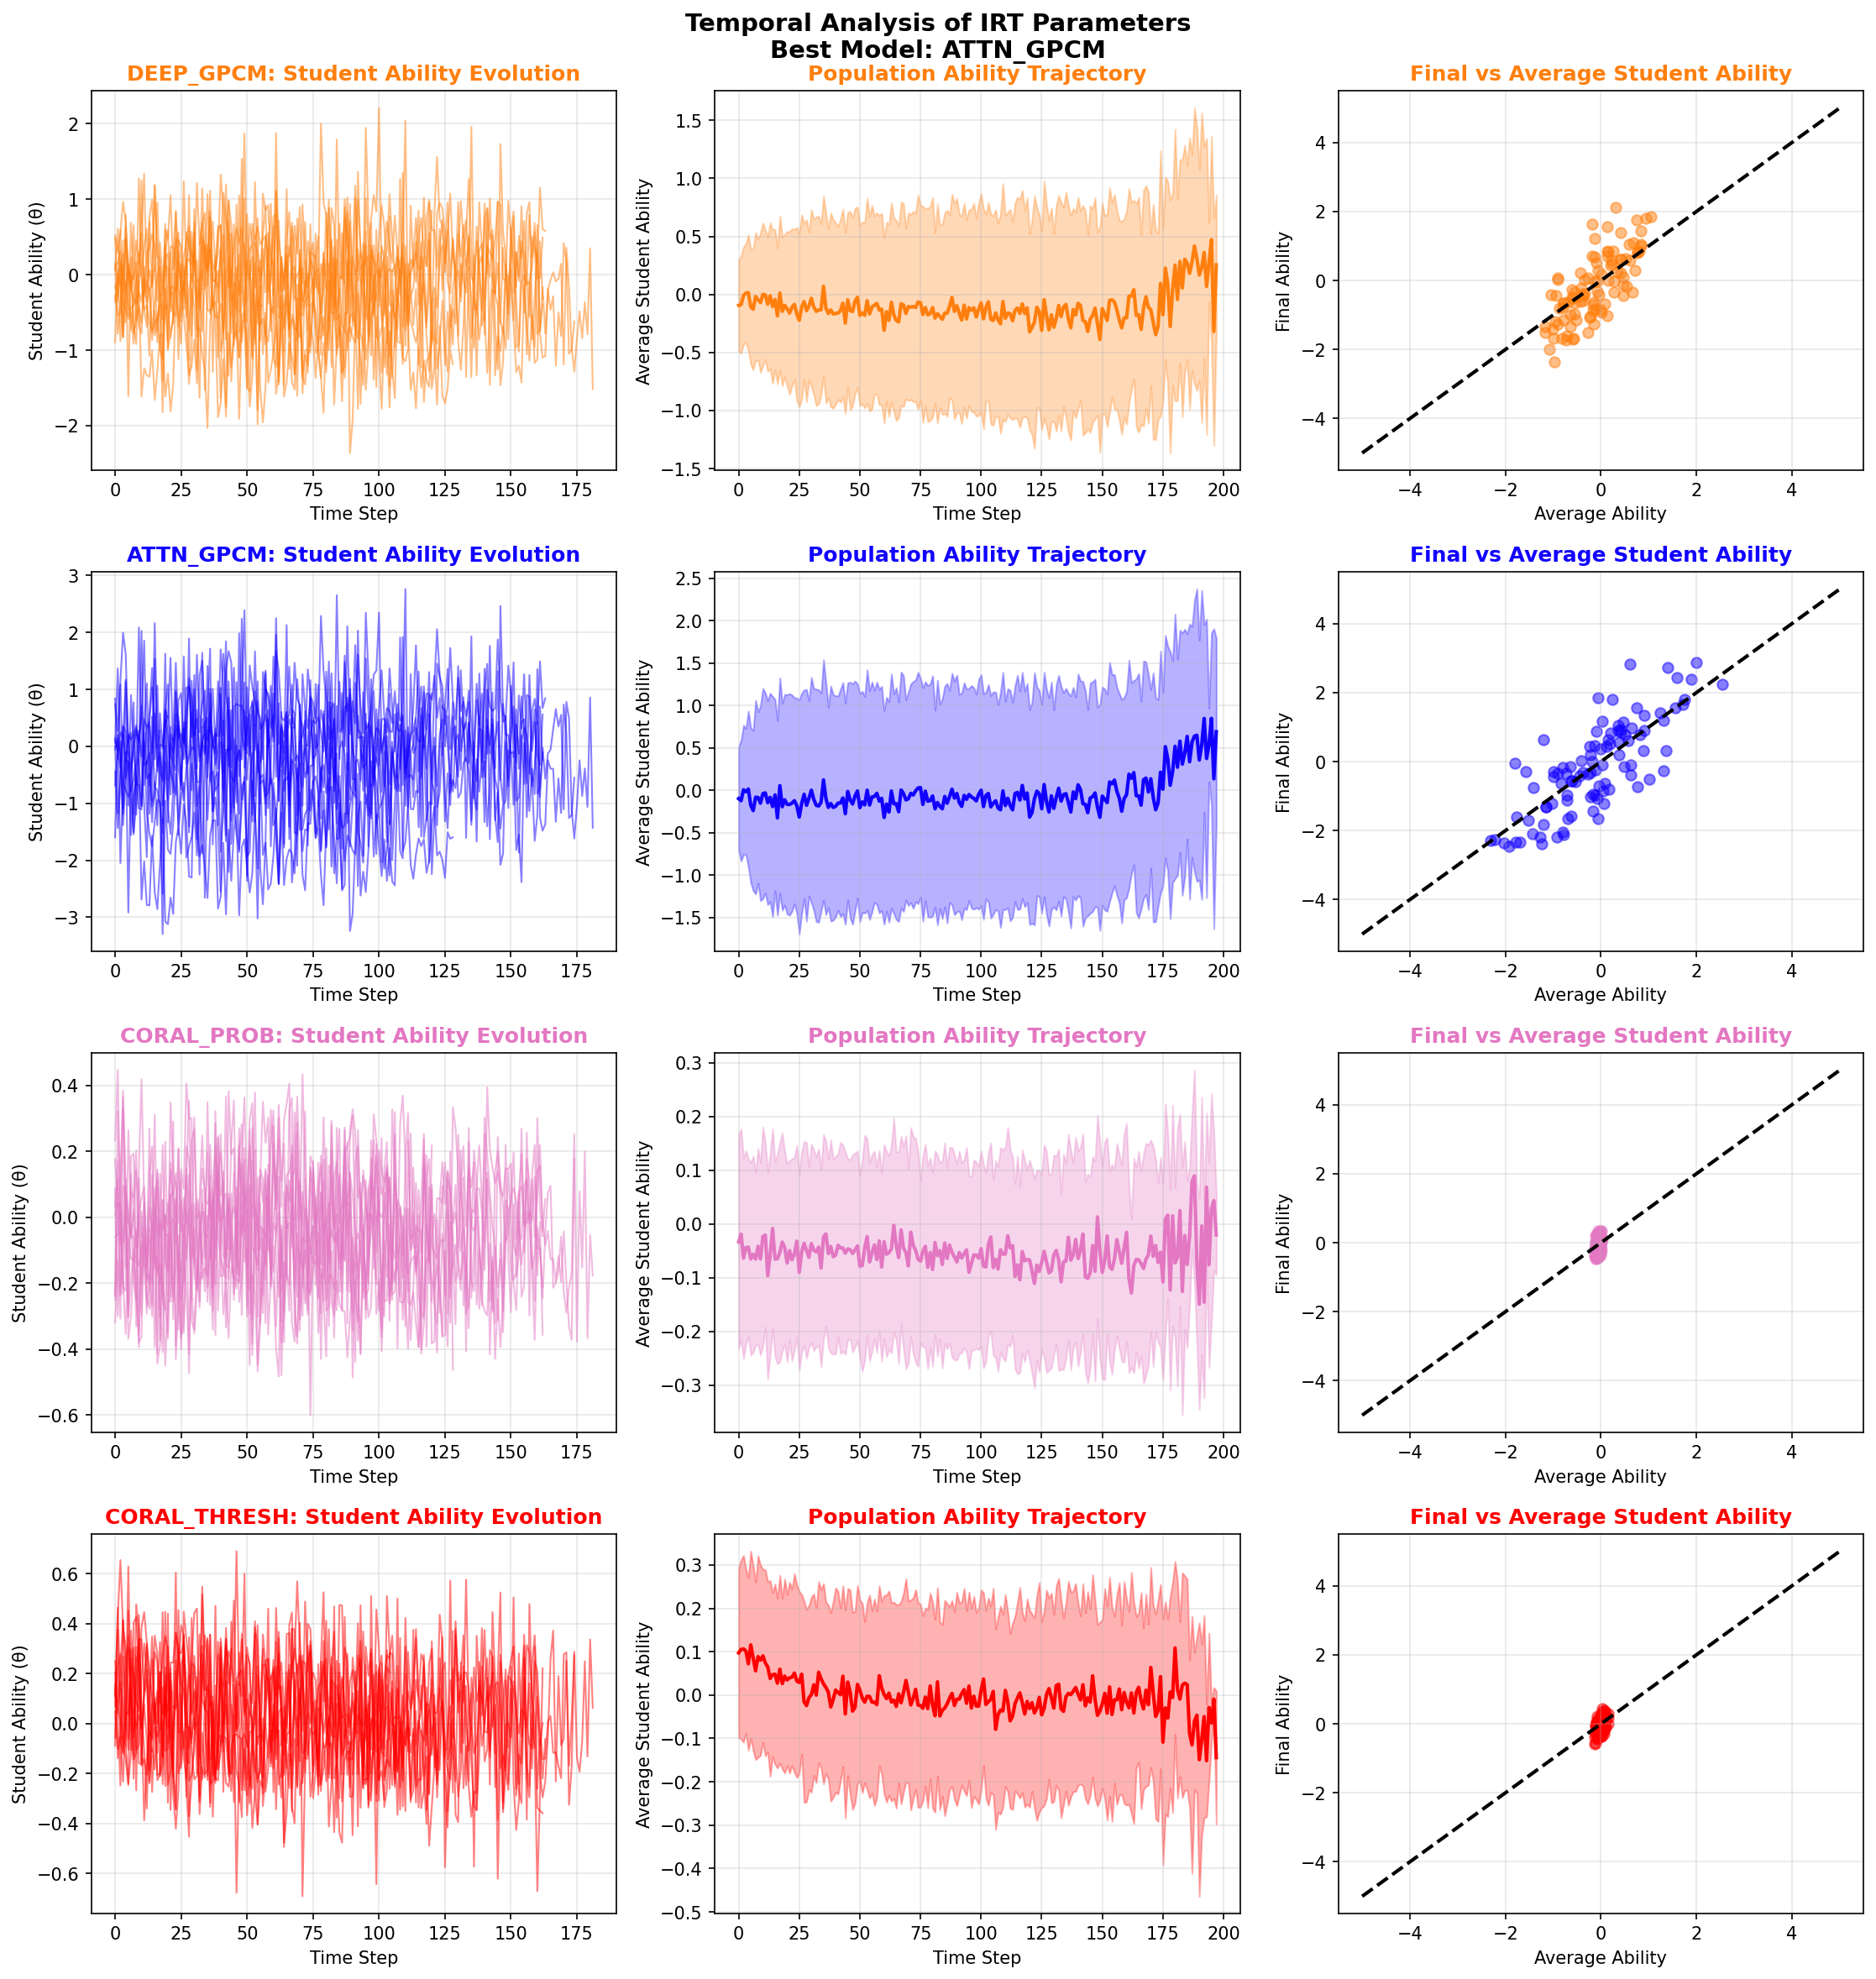 Temporal Analysis of IRT Parameters
Best Model: ATTN_GPCM
DEEP_GPCM: Student Ability Evolution
Student Ability (θ)
2
1
0
−1
−2
0 25 50 75 100 125 150 175
Time Step
Population Ability Trajectory
Average Student Ability
1.5
1.0
0.5
0.0
−0.5
−1.0
−1.5
0 25 50 75 100 125 150 175 200
Time Step
Final vs Average Student Ability
Final Ability
4
2
0
−2
−4
−4 −2 0 2 4
Average Ability
ATTN_GPCM: Student Ability Evolution
Student Ability (θ)
3
2
1
0
−1
−2
−3
0 25 50 75 100 125 150 175
Time Step
Population Ability Trajectory
Average Student Ability
2.5
2.0
1.5
1.0
0.5
0.0
−0.5
−1.0
−1.5
0 25 50 75 100 125 150 175 200
Time Step
Final vs Average Student Ability
Final Ability
4
2
0
−2
−4
−4 −2 0 2 4
Average Ability
CORAL_PROB: Student Ability Evolution
Student Ability (θ)
0.4
0.2
0.0
−0.2
−0.4
−0.6
0 25 50 75 100 125 150 175
Time Step
Population Ability Trajectory
Average Student Ability
0.3
0.2
0.1
0.0
−0.1
−0.2
−0.3
0 25 50 75 100 125 150 175 200
Time Step
Final vs Average Student Ability
Final Ability
4
2
0
−2
−4
−4 −2 0 2 4
Average Ability
CORAL_THRESH: Student Ability Evolution
Student Ability (θ)
0.6
0.4
0.2
0.0
−0.2
−0.4
−0.6
0 25 50 75 100 125 150 175
Time Step
Population Ability Trajectory
Average Student Ability
0.3
0.2
0.1
0.0
−0.1
−0.2
−0.3
−0.4
−0.5
0 25 50 75 100 125 150 175 200
Time Step
Final vs Average Student Ability
Final Ability
4
2
0
−2
−4
−4 −2 0 2 4
Average Ability